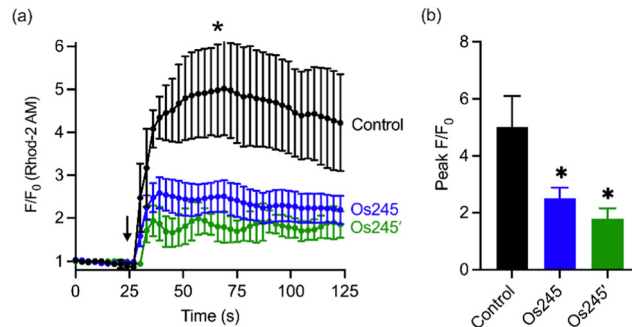 (a)
*
6
5
4
3
2
1
F/F₀ (Rhod-2 AM)
Control
Os245
Os245'
0 25 50 75 100 125
Time (s)
(b)
8
6
4
2
0
Peak F/F₀
* *
Control Os245 Os245'